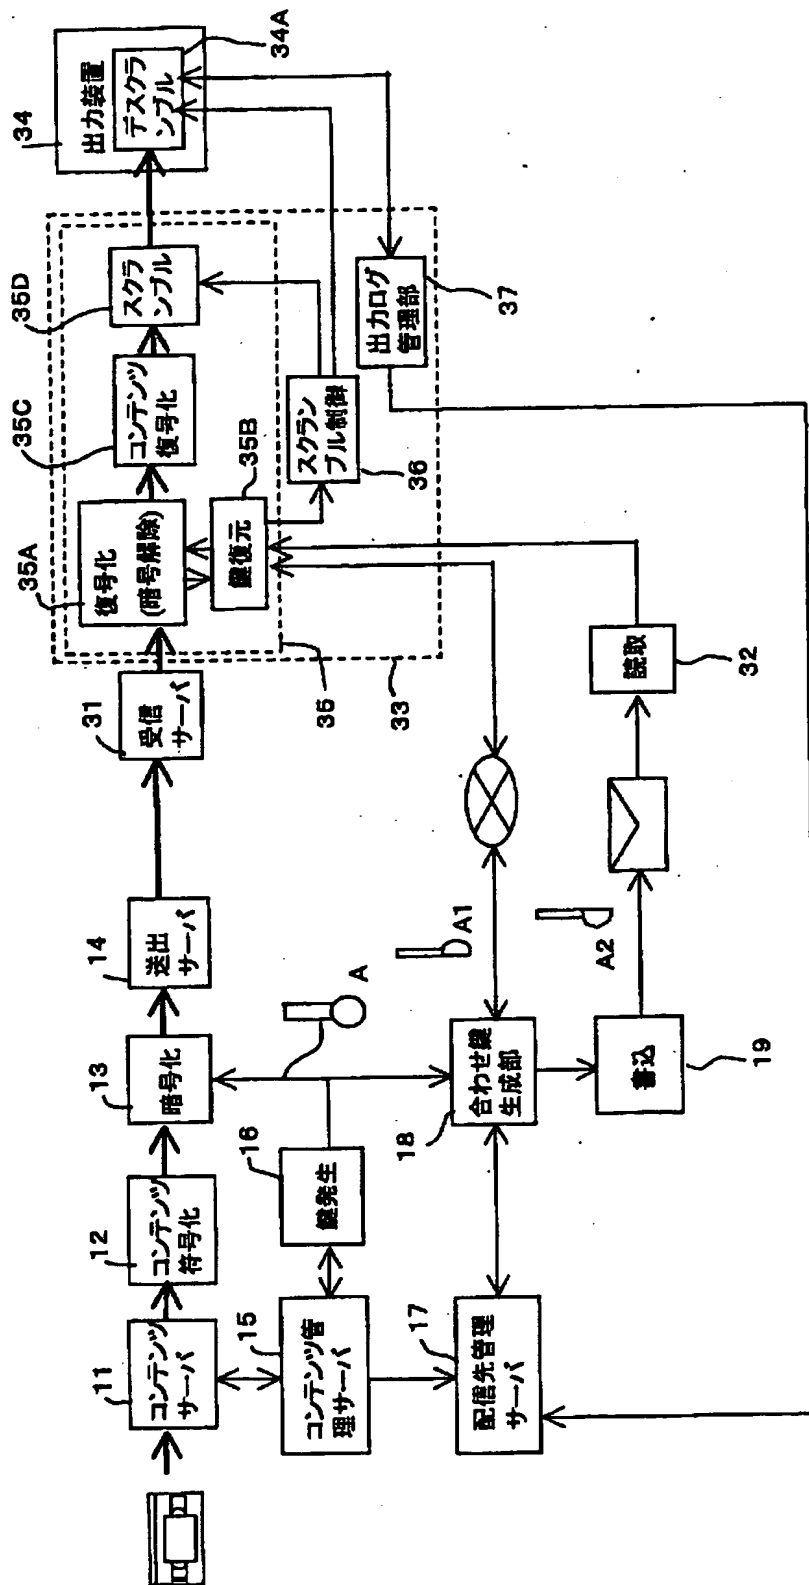 11
コンテンツ
サーバ
12
コンテンツ
符号化
13
暗号化
14
送出
サーバ
31
受信
サーバ
35A
復号化
(暗号解除)
35C
コンテンツ
復号化
35D
スクラ
ンブル
34
出力装置
デスクラ
ンブル
34A
15
コンテンツ管
理サーバ
16
鍵発生
A
35B
鍵復元
スクラン
ブル制御
36
出力ログ
管理部
37
35
33
17
配信先管理
サーバ
18
合わせ鍵
生成部
A1
A2
書込
19
読取
32